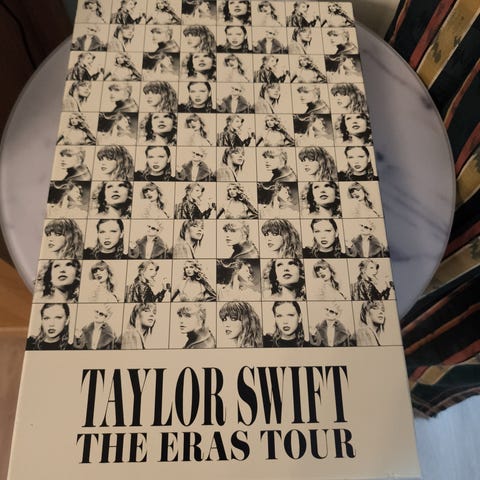 TAYLOR SWIFT
THE ERAS TOUR